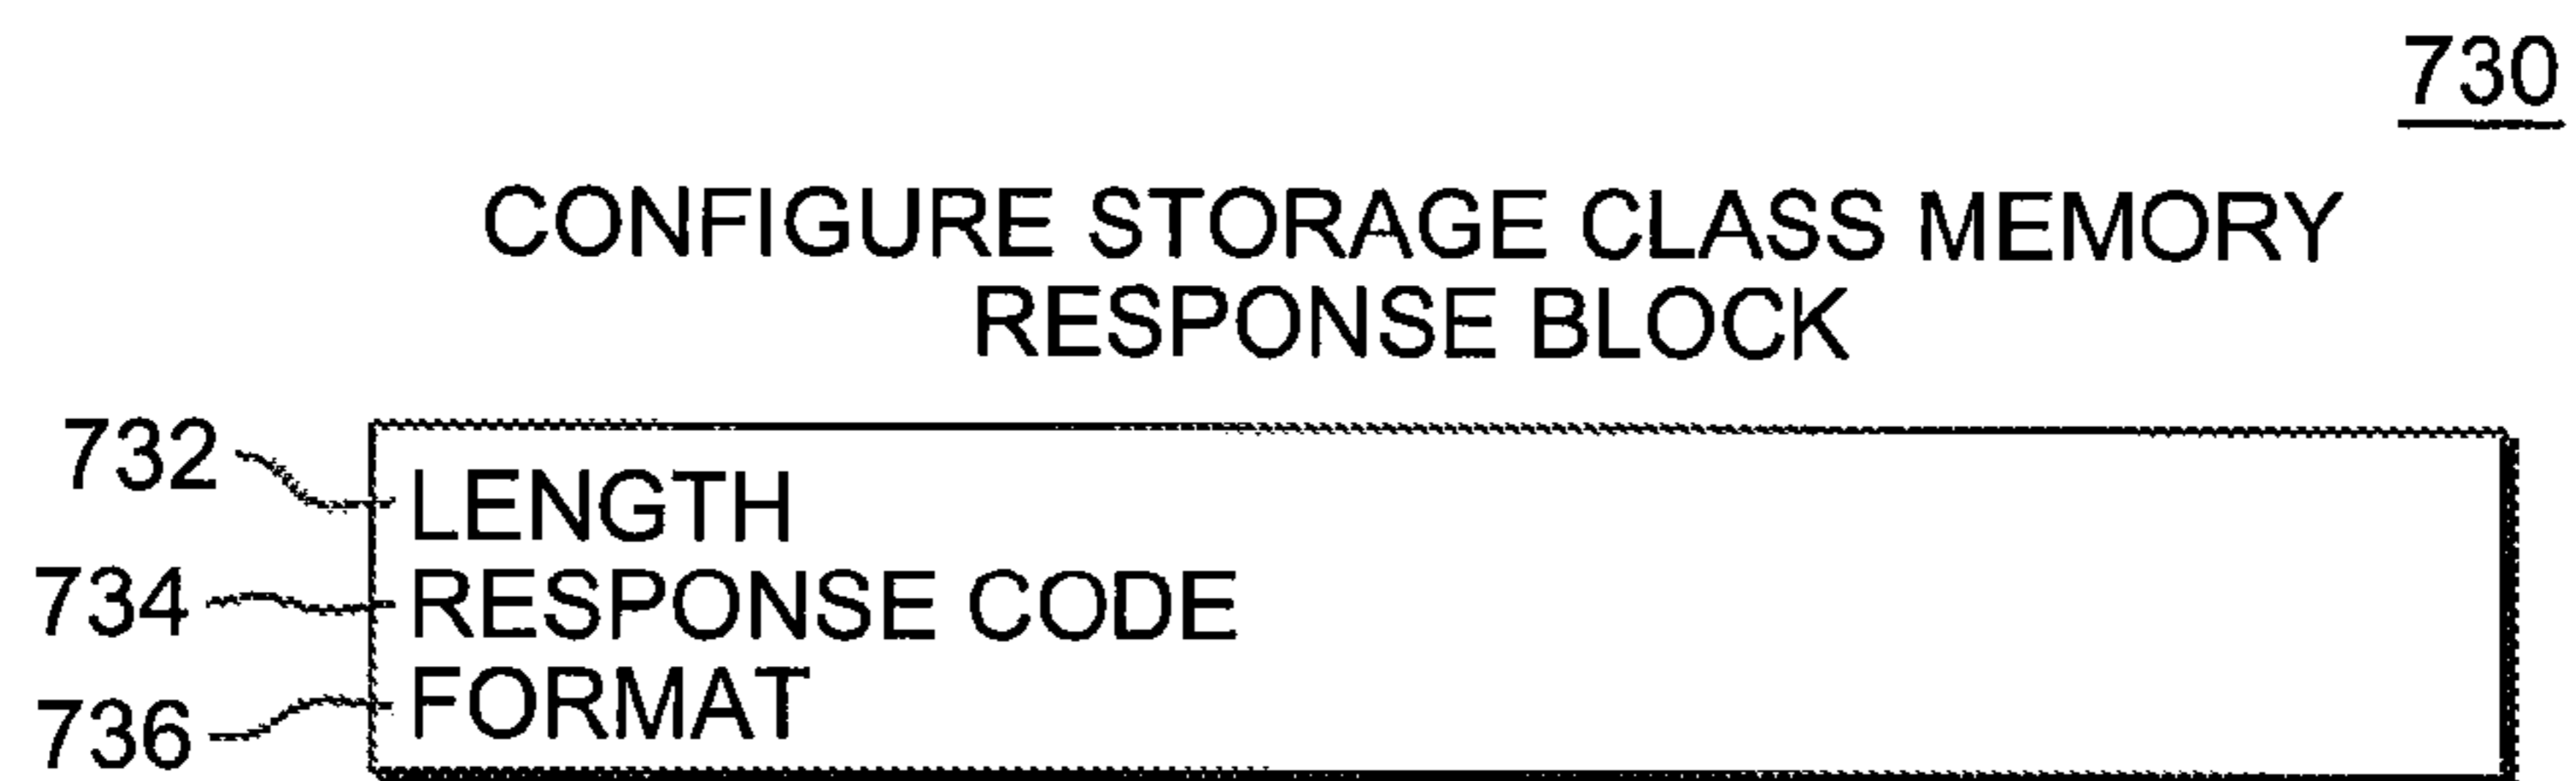 730
CONFIGURE STORAGE CLASS MEMORY
RESPONSE BLOCK
732 LENGTH
734 RESPONSE CODE
736 FORMAT